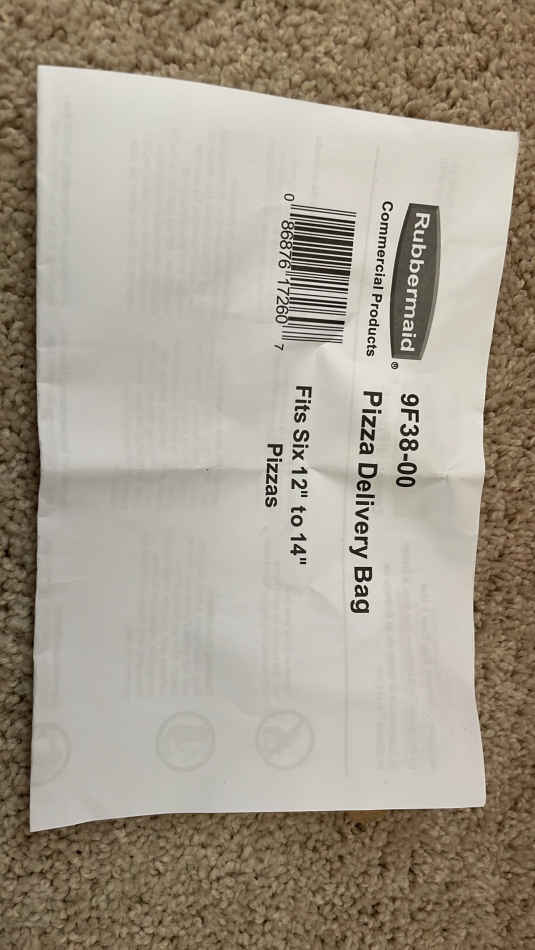 Rubbermaid®
Commercial Products
9F38-00
Pizza Delivery Bag
0 86876 17260 7
Fits Six 12" to 14"
Pizzas